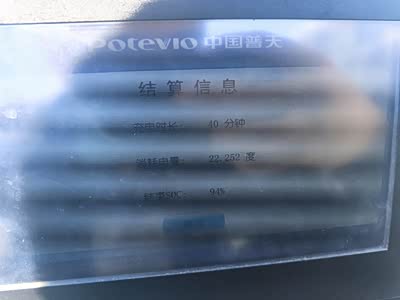 Potevio 中国普天
结算信息
充电时长: 40 分钟
消耗电量: 22.252 度
结束SOC: 94%